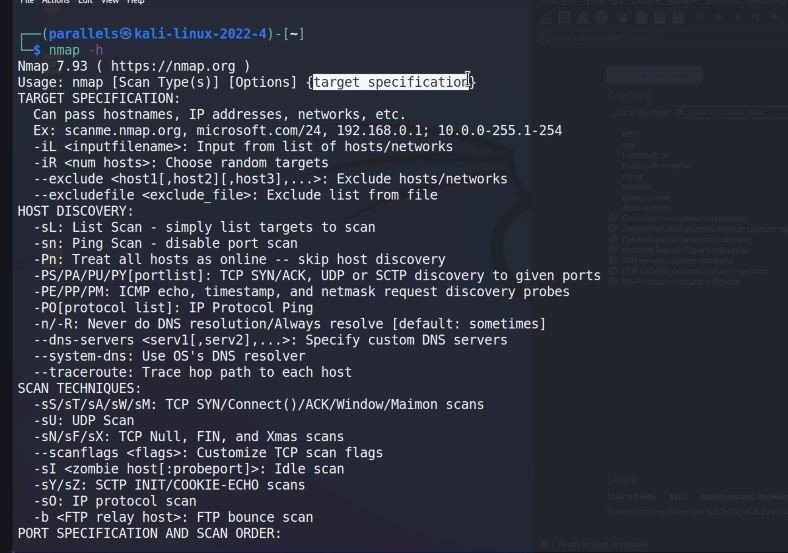 Actions Edit View Help
(parallels㉿kali-linux-2022-4)-[~]
$ nmap -h
Nmap 7.93 ( https://nmap.org )
Usage: nmap [Scan Type(s)] [Options] {target specification}
TARGET SPECIFICATION:
Can pass hostnames, IP addresses, networks, etc.
Ex: scanme.nmap.org, microsoft.com/24, 192.168.0.1; 10.0.0-255.1-254
-iL <inputfilename>: Input from list of hosts/networks
-iR <num hosts>: Choose random targets
--exclude <host1[,host2][,host3],...>: Exclude hosts/networks
--excludefile <exclude_file>: Exclude list from file
HOST DISCOVERY:
-sL: List Scan - simply list targets to scan
-sn: Ping Scan - disable port scan
-Pn: Treat all hosts as online -- skip host discovery
-PS/PA/PU/PY[portlist]: TCP SYN/ACK, UDP or SCTP discovery to given ports
-PE/PP/PM: ICMP echo, timestamp, and netmask request discovery probes
-PO[protocol list]: IP Protocol Ping
-n/-R: Never do DNS resolution/Always resolve [default: sometimes]
--dns-servers <serv1[,serv2],...>: Specify custom DNS servers
--system-dns: Use OS's DNS resolver
--traceroute: Trace hop path to each host
SCAN TECHNIQUES:
-sS/sT/sA/sW/sM: TCP SYN/Connect()/ACK/Window/Maimon scans
-sU: UDP Scan
-sN/sF/sX: TCP Null, FIN, and Xmas scans
--scanflags <flags>: Customize TCP scan flags
-sI <zombie host[:probeport]>: Idle scan
-sY/sZ: SCTP INIT/COOKIE-ECHO scans
-sO: IP protocol scan
-b <FTP relay host>: FTP bounce scan
PORT SPECIFICATION AND SCAN ORDER:
Capture
Learn
User's Guide Wiki Questions and Answers